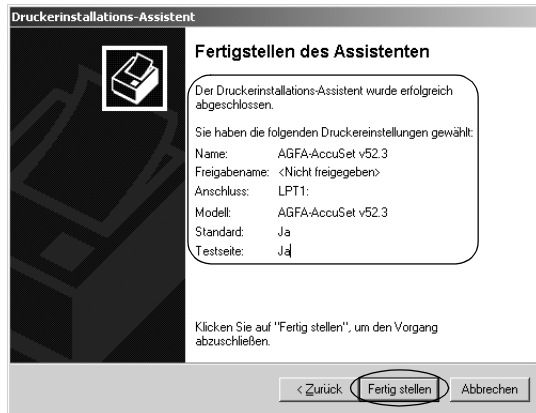 Druckerinstallations-Assistent
Fertigstellen des Assistenten
Der Druckerinstallations-Assistent wurde erfolgreich
abgeschlossen.
Sie haben die folgenden Druckereinstellungen gewählt:
Name: AGFA-AccuSet v52.3
Freigabename: <Nicht freigegeben>
Anschluss: LPT1:
Modell: AGFA-AccuSet v52.3
Standard: Ja
Testseite: Ja
Klicken Sie auf "Fertig stellen", um den Vorgang
abzuschließen.
< Zurück Fertig stellen Abbrechen